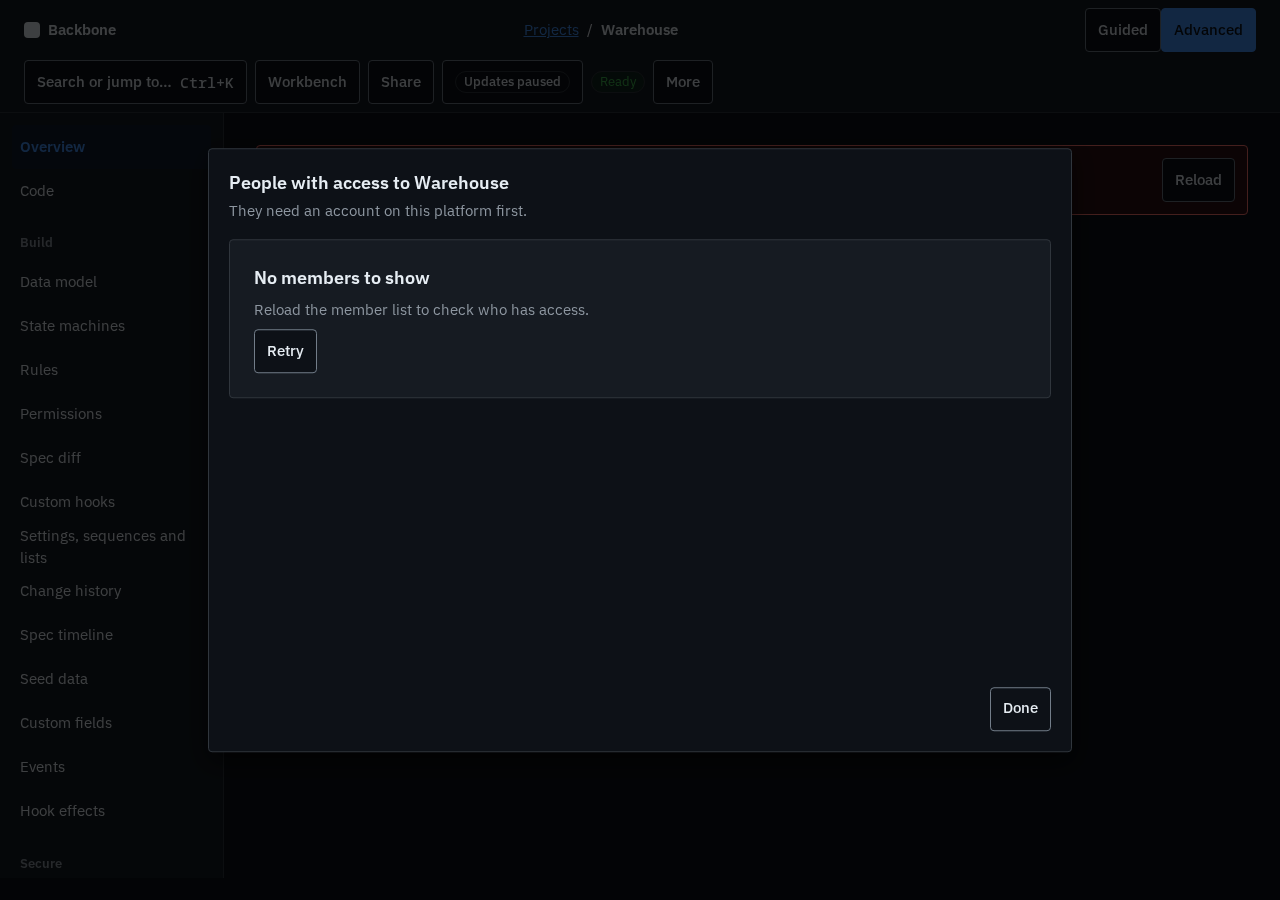 Backbone
Projects / Warehouse
Guided
Advanced
Search or jump to... Ctrl+K
Workbench
Share
Updates paused
Ready
More
Overview
Code
Build
Data model
State machines
Rules
Permissions
Spec diff
Custom hooks
Settings, sequences and
lists
Change history
Spec timeline
Seed data
Custom fields
Events
Hook effects
Secure
Reload
People with access to Warehouse
They need an account on this platform first.
No members to show
Reload the member list to check who has access.
Retry
Done